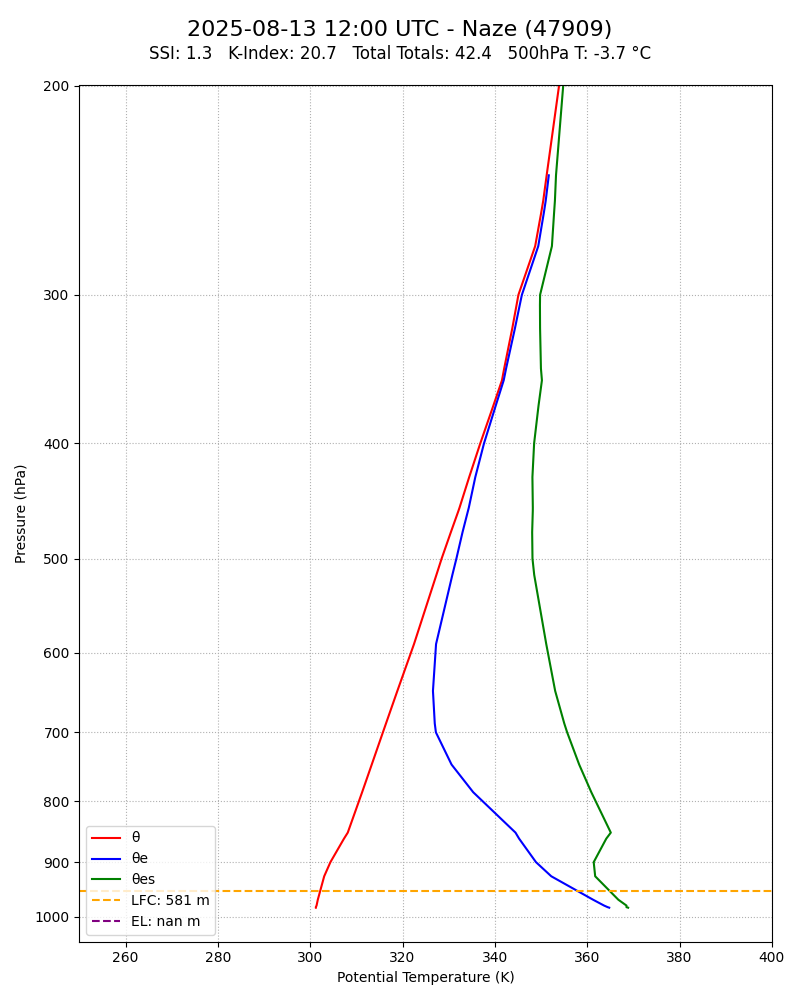 2025-08-13 12:00 UTC - Naze (47909)
SSI: 1.3   K-Index: 20.7   Total Totals: 42.4   500hPa T: -3.7 °C
200
300
400
500
600
700
800
900
1000
Pressure (hPa)
θ
θe
θes
LFC: 581 m
EL: nan m
260 280 300 320 340 360 380 400
Potential Temperature (K)